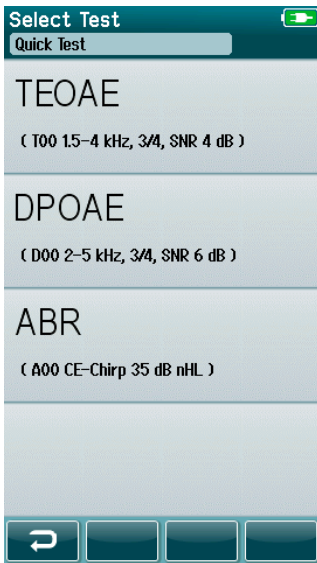 Select Test
Quick Test
TEOAE
( T00 1.5-4 kHz, 3/4, SNR 4 dB )
DPOAE
( D00 2-5 kHz, 3/4, SNR 6 dB )
ABR
( A00 CE-Chirp 35 dB nHL )